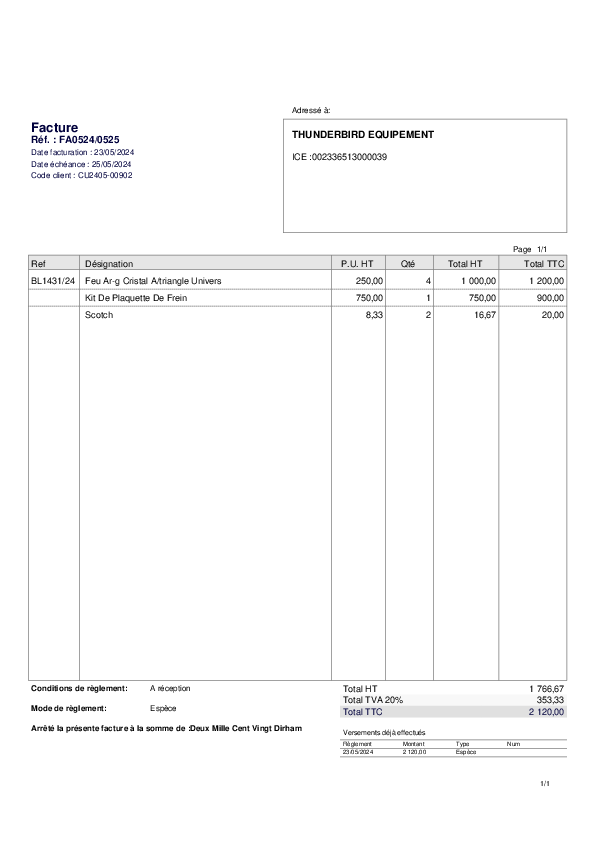 Adressé à:
Facture
Réf. : FA0524/0525
Date facturation : 23/05/2024
Date échéance : 25/05/2024
Code client : CU2405-00902
THUNDERBIRD EQUIPEMENT
ICE :002336513000039
Page 1/1
Ref Désignation P.U. HT Qté Total HT Total TTC
BL1431/24 Feu Ar-g Cristal A/triangle Univers 250,00 4 1 000,00 1 200,00
Kit De Plaquette De Frein 750,00 1 750,00 900,00
Scotch 8,33 2 16,67 20,00
Conditions de règlement: A réception
Mode de règlement: Espèce
Arrêté la présente facture à la somme de :Deux Mille Cent Vingt Dirham
Total HT 1 766,67
Total TVA 20% 353,33
Total TTC 2 120,00
Versements déjà effectués
Règlement Montant Type Num
23/05/2024 2 120,00 Espèce
1/1